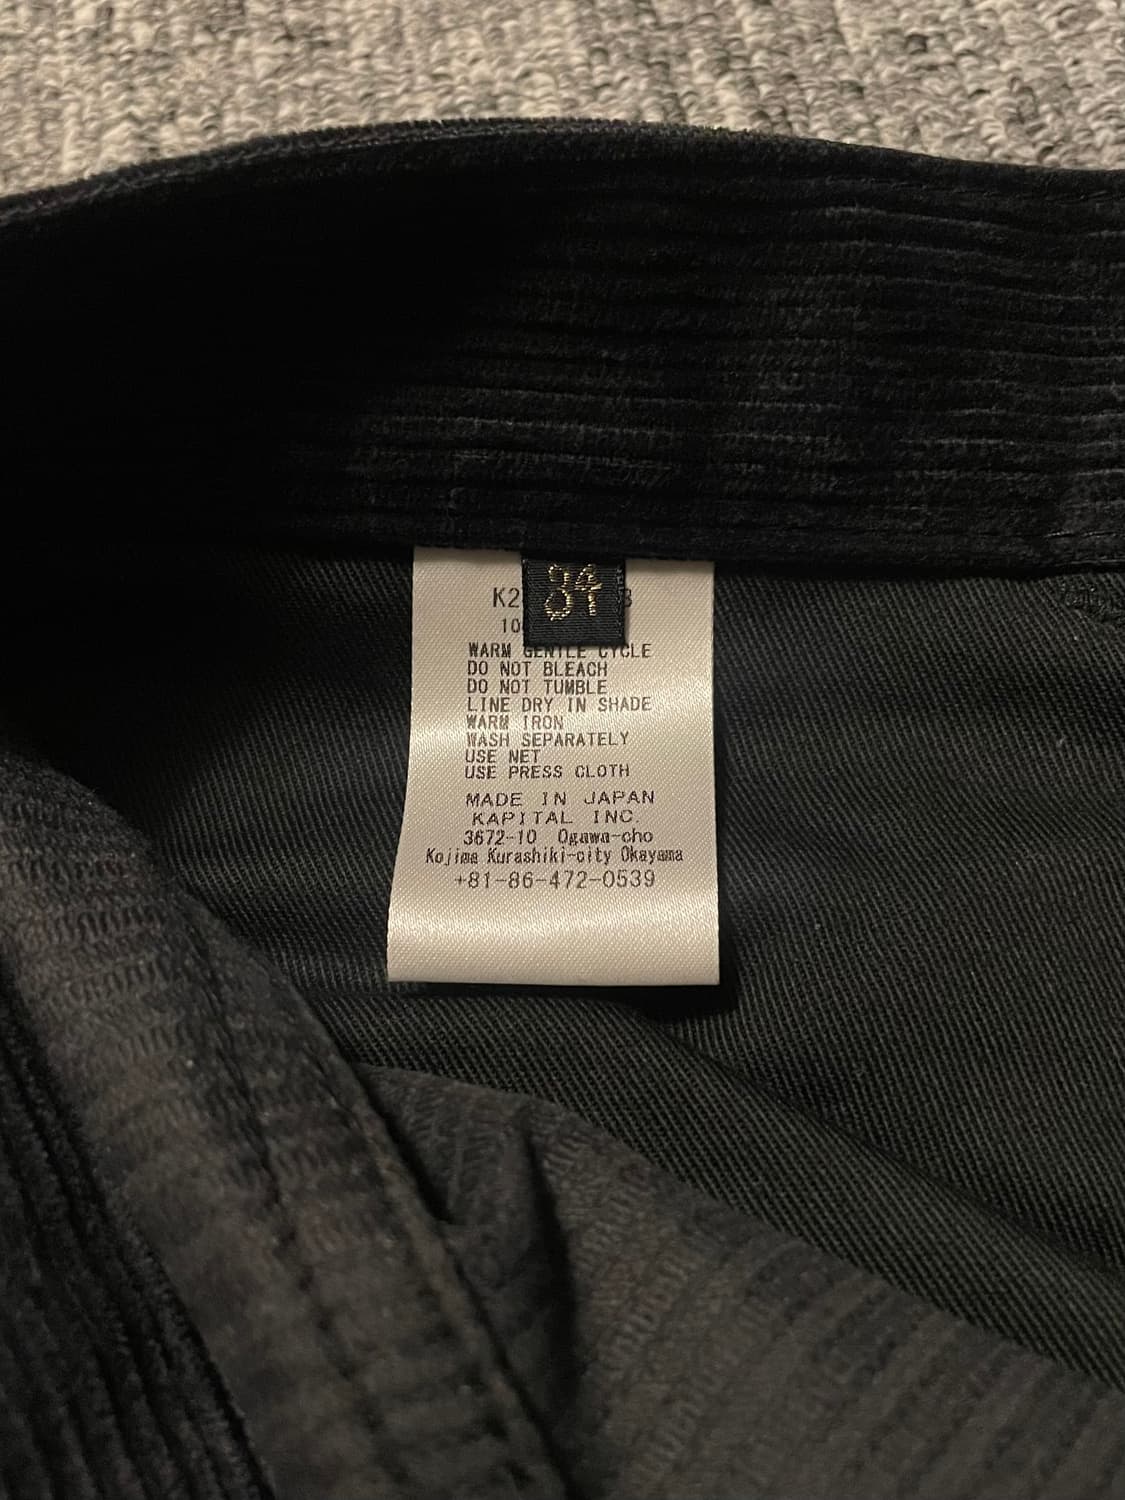 34
WARM GENTLE CYCLE
DO NOT BLEACH
DO NOT TUMBLE
LINE DRY IN SHADE
WARM IRON
WASH SEPARATELY
USE NET
USE PRESS CLOTH
MADE IN JAPAN
KAPITAL INC.
3672-10 Ogawa-cho
Kojima Kurashiki-city Okayama
+81-86-472-0539